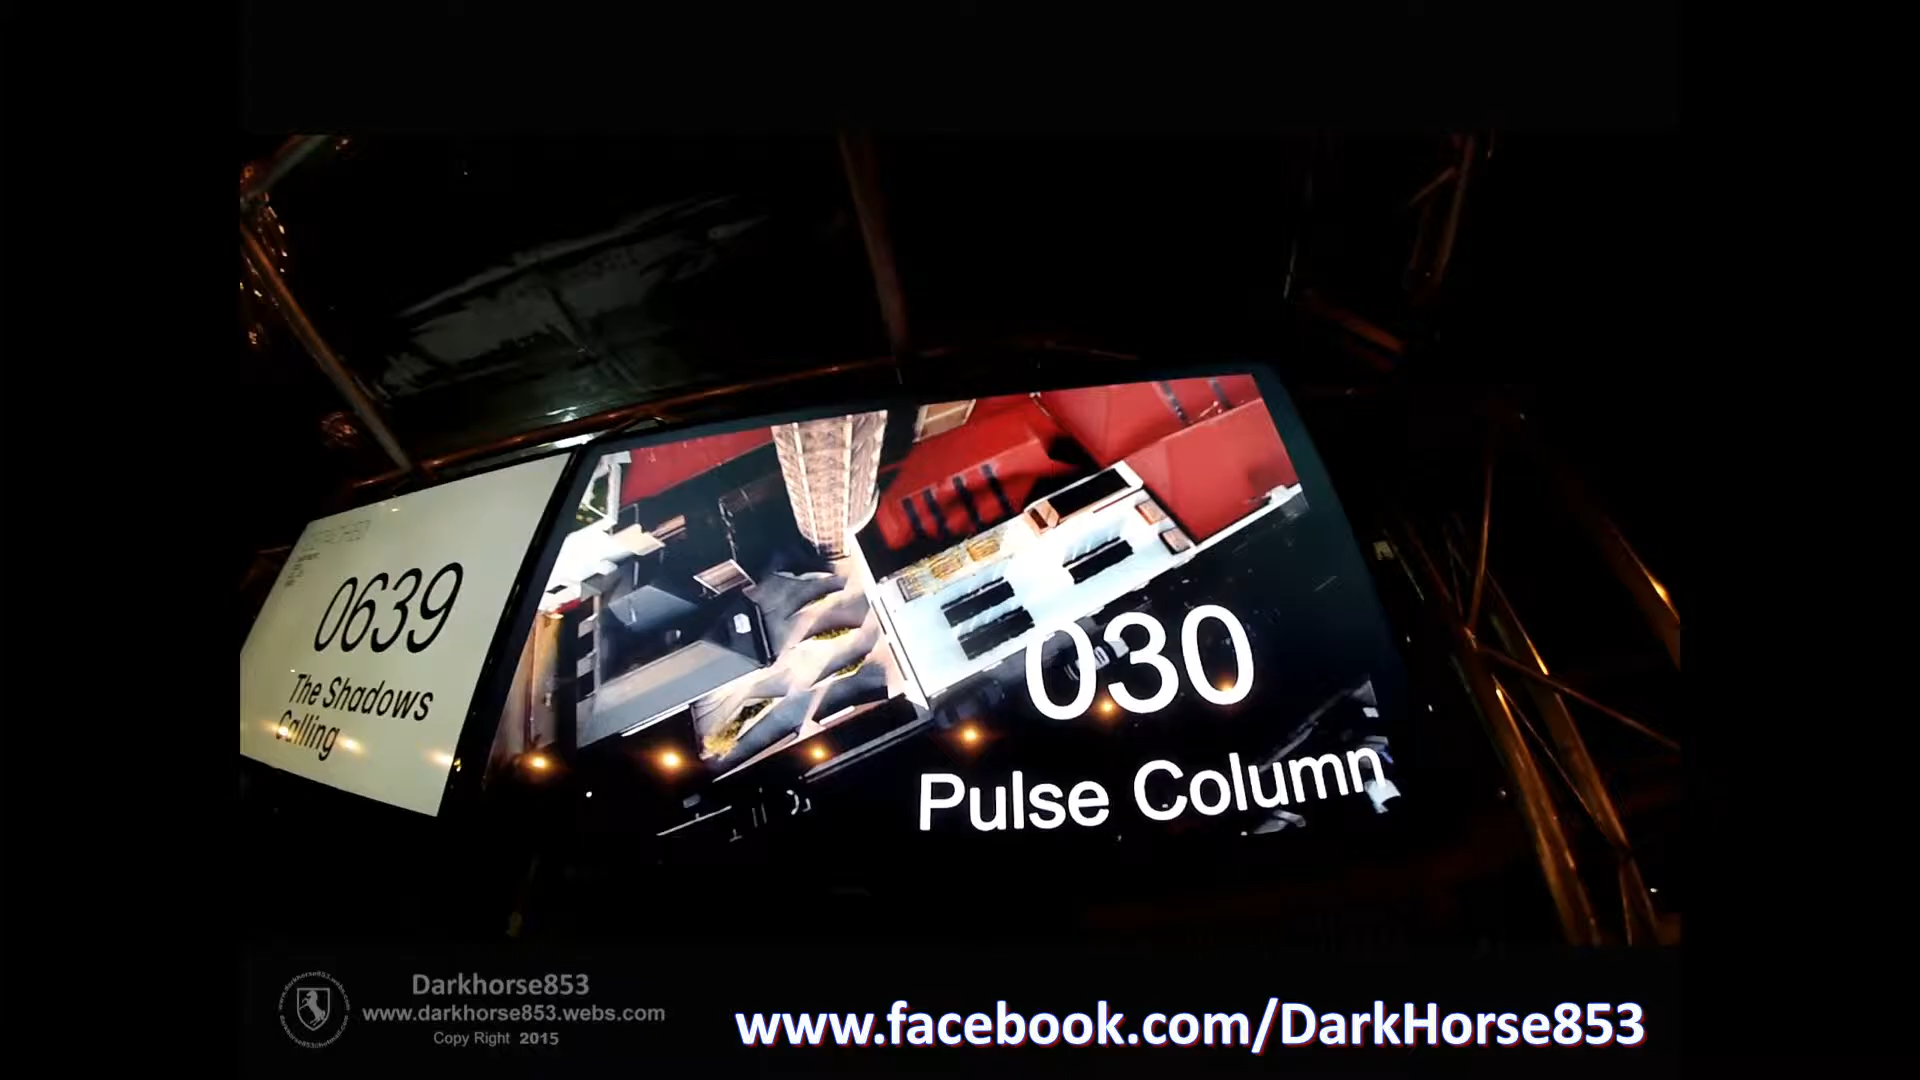 0639
The Shadows
Calling
030
Pulse Column
Darkhorse853
www.darkhorse853.webs.com
Copy Right 2015
www.facebook.com/DarkHorse853